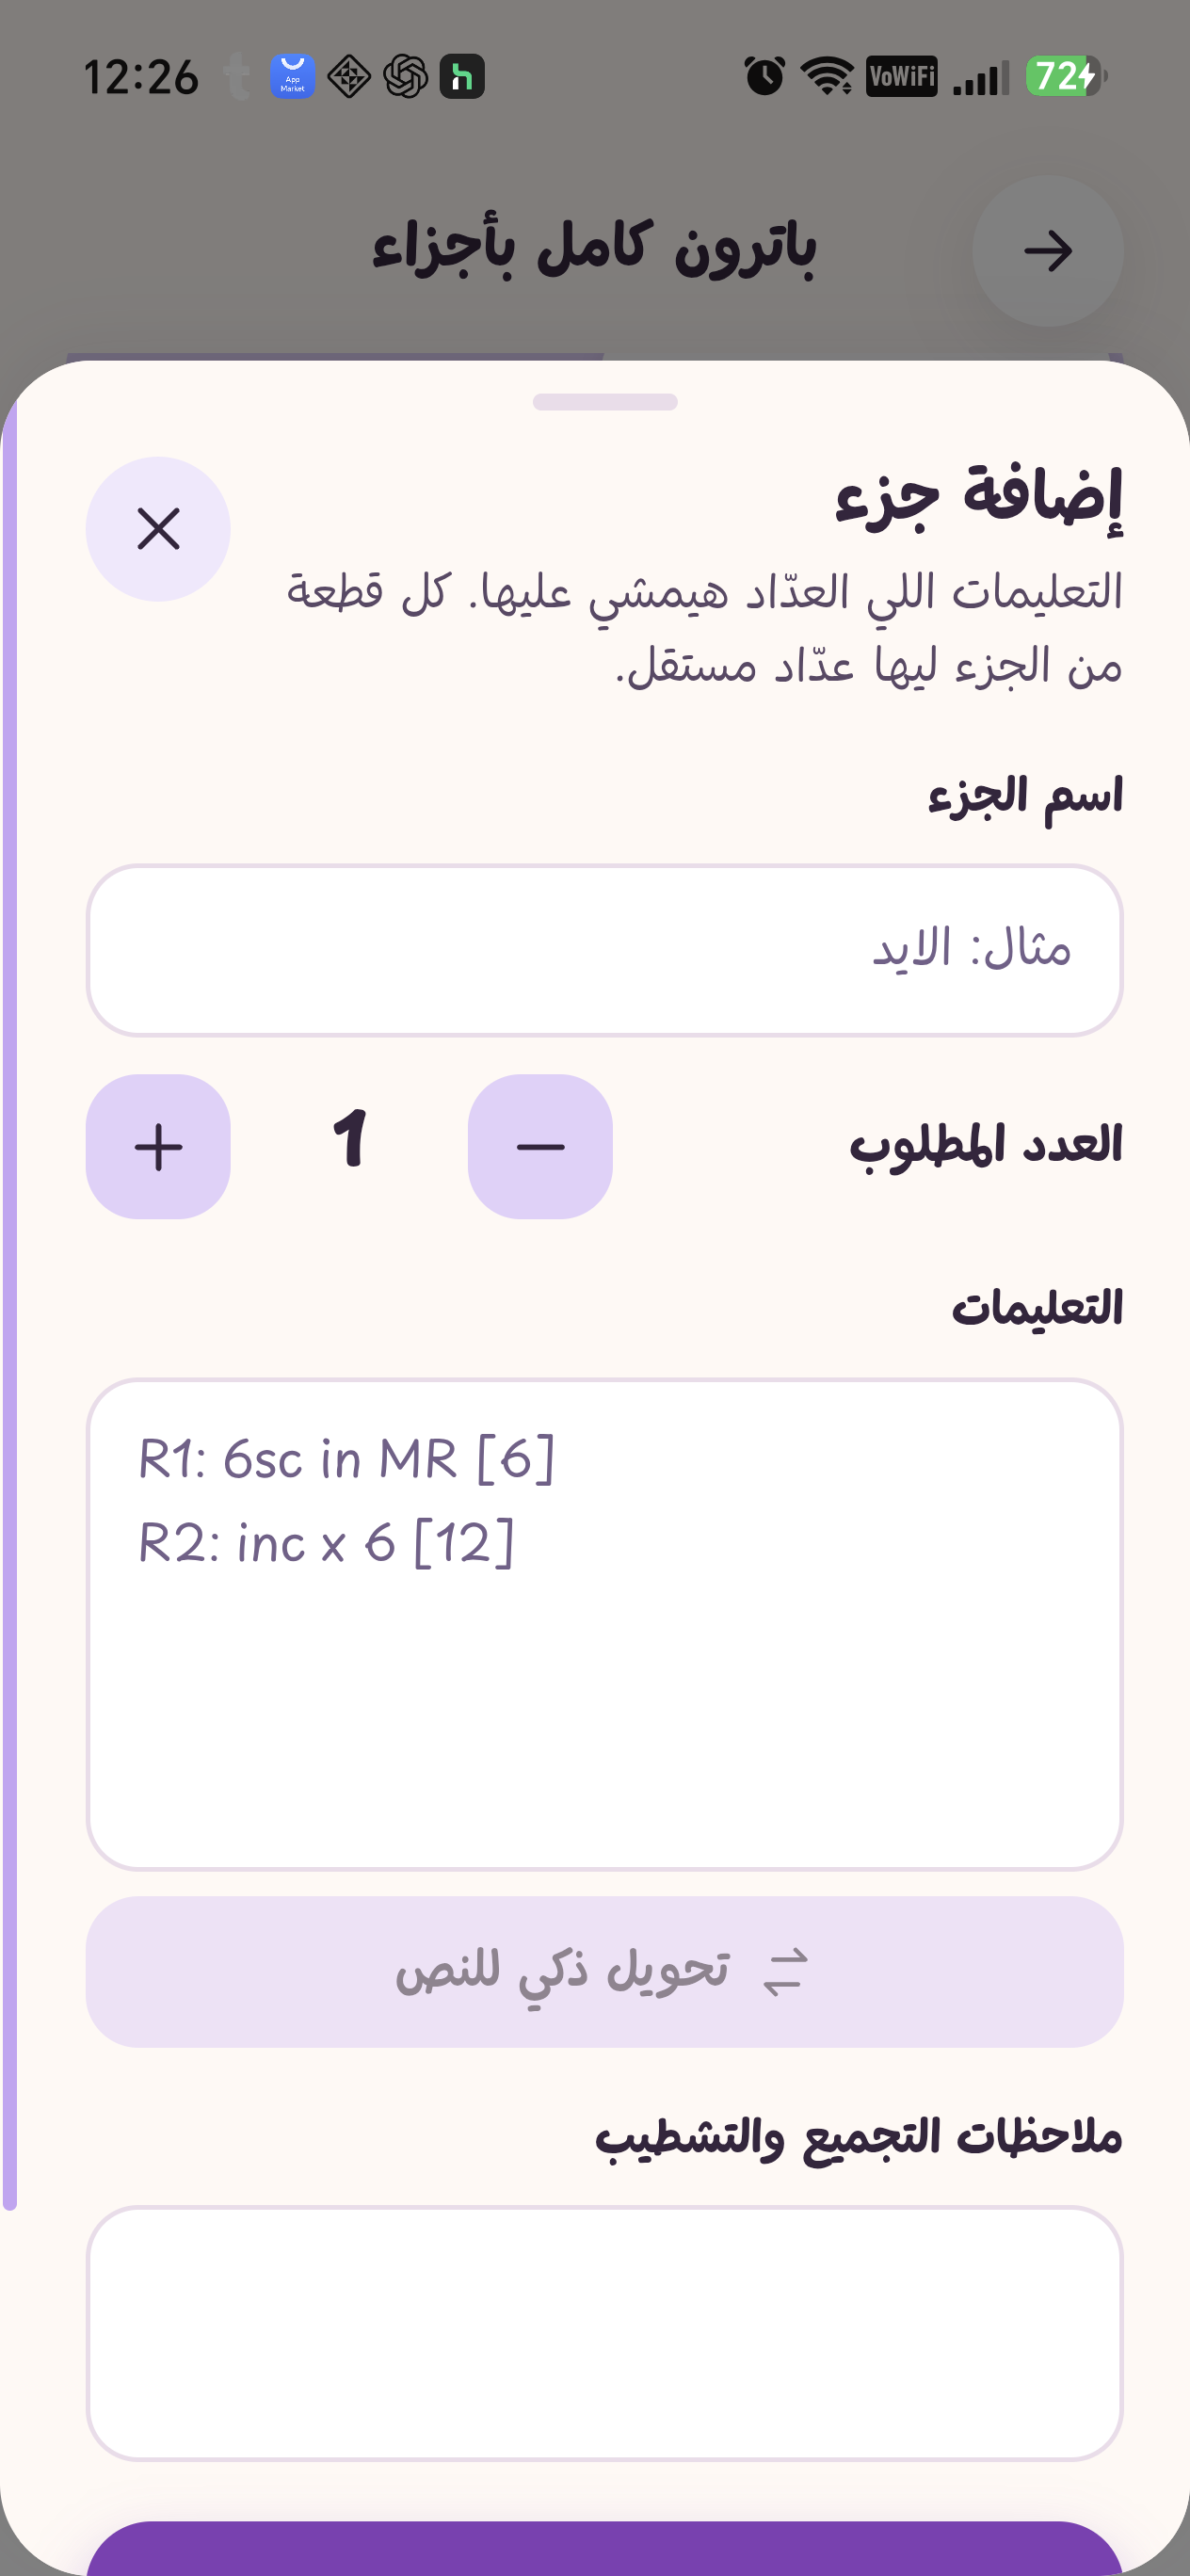 12:26
App
Market
VoWiFi
72
باترون كامل بأجزاء
إضافة جزء
التعليمات اللي العدّاد هيمشي عليها. كل قطعة
من الجزء ليها عدّاد مستقل.
اسم الجزء
مثال: الايد
العدد المطلوب
1
التعليمات
R1: 6sc in MR [6]
R2: inc x 6 [12]
تحويل ذكي للنص
ملاحظات التجميع والتشطيب